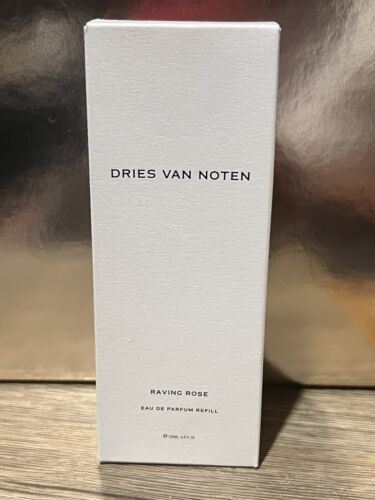 DRIES VAN NOTEN
RAVING ROSE
EAU DE PARFUM REFILL